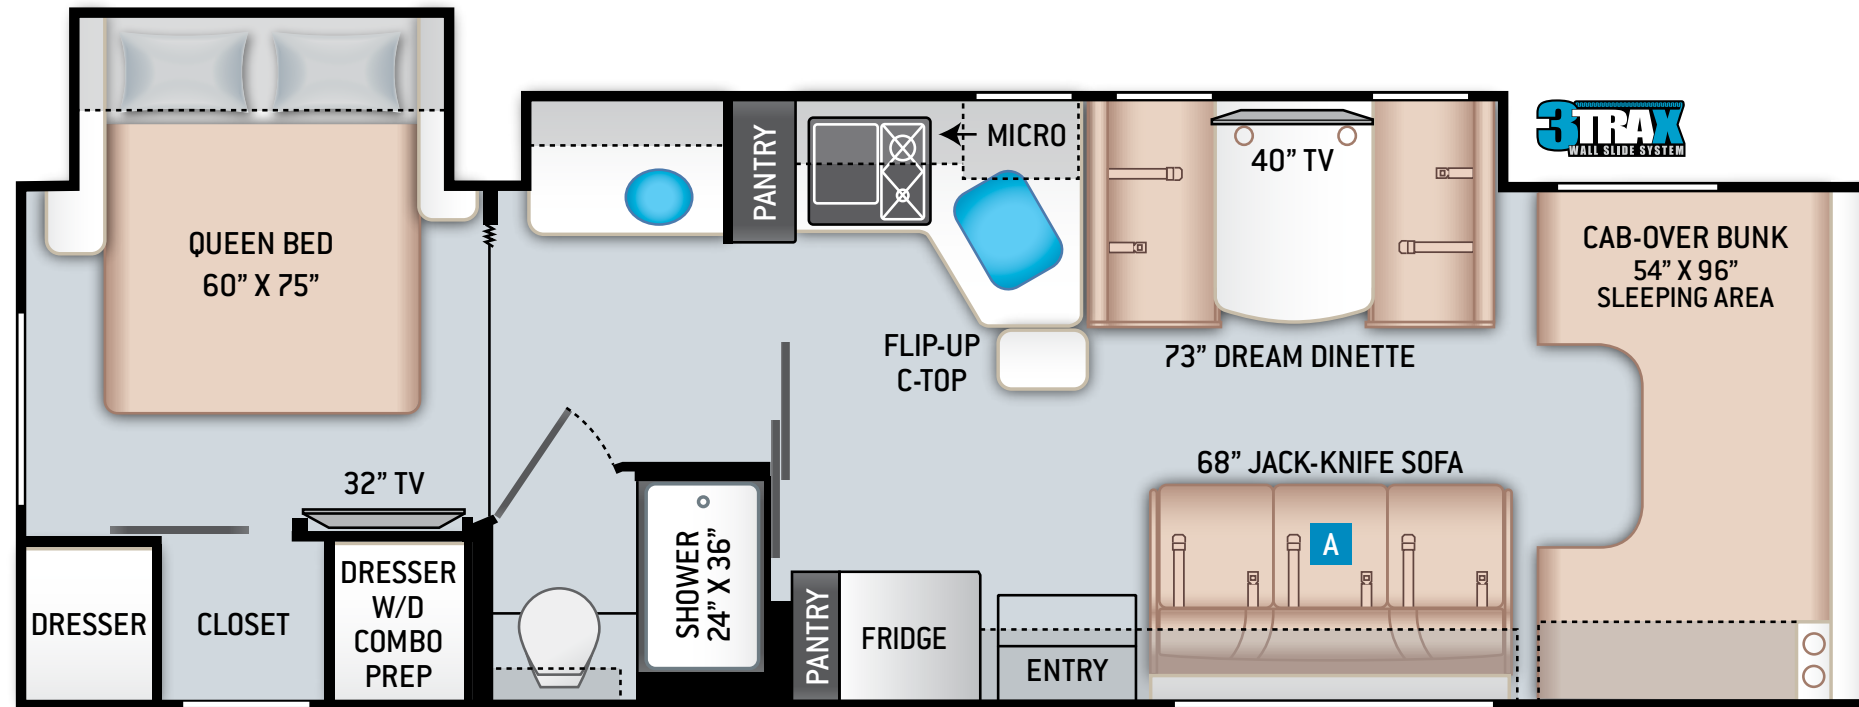 QUEEN BED
60” X 75”
PANTRY
MICRO
40” TV
3TRAX
WALL SLIDE SYSTEM
CAB-OVER BUNK
54” X 96”
SLEEPING AREA
FLIP-UP
C-TOP
73” DREAM DINETTE
32” TV
68” JACK-KNIFE SOFA
A
DRESSER
CLOSET
DRESSER
W/D
COMBO
PREP
SHOWER
24” X 36”
PANTRY
FRIDGE
ENTRY